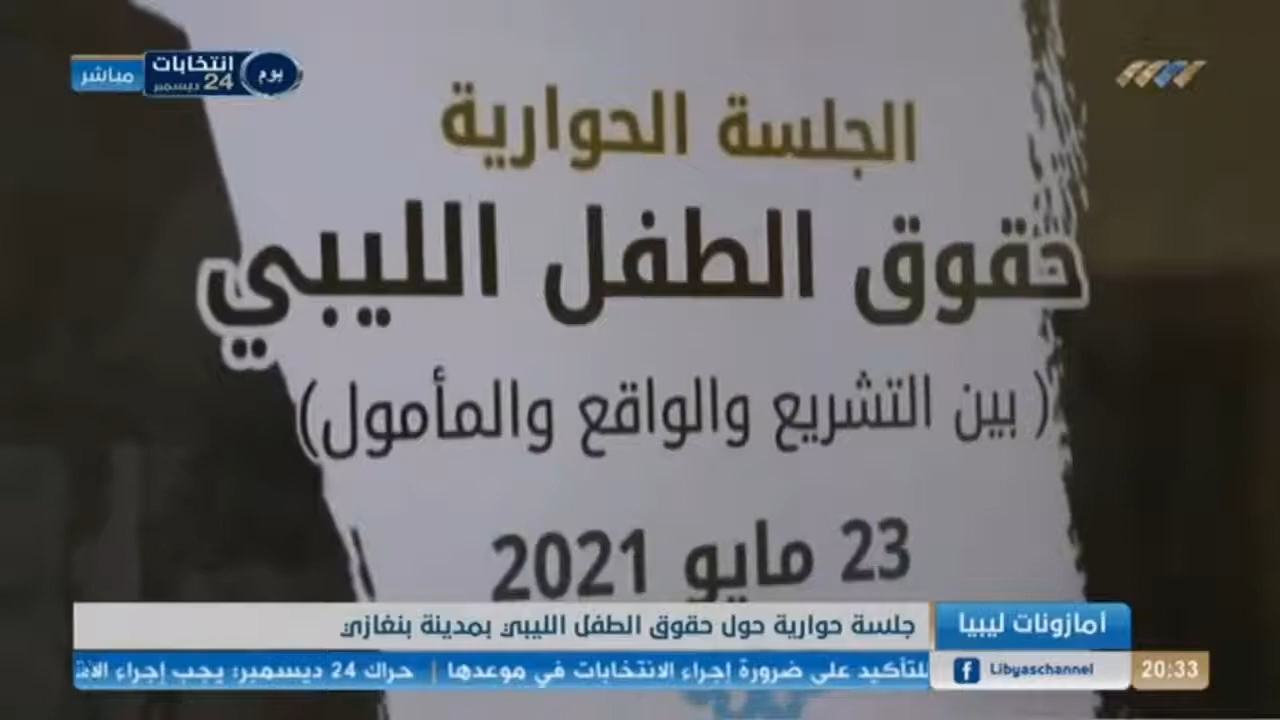 يوم
انتخابات
24 ديسمبر
مباشر
الجلسة الحوارية
حقوق الطفل الليبي
( بين التشريع والواقع والمأمول)
23 مايو 2021
أمازونات ليبيا
جلسة حوارية حول حقوق الطفل الليبي بمدينة بنغازي
للتأكيد على ضرورة إجراء الانتخابات في موعدها | حراك 24 ديسمبر: يجب إجراء
Libyaschannel
20:33